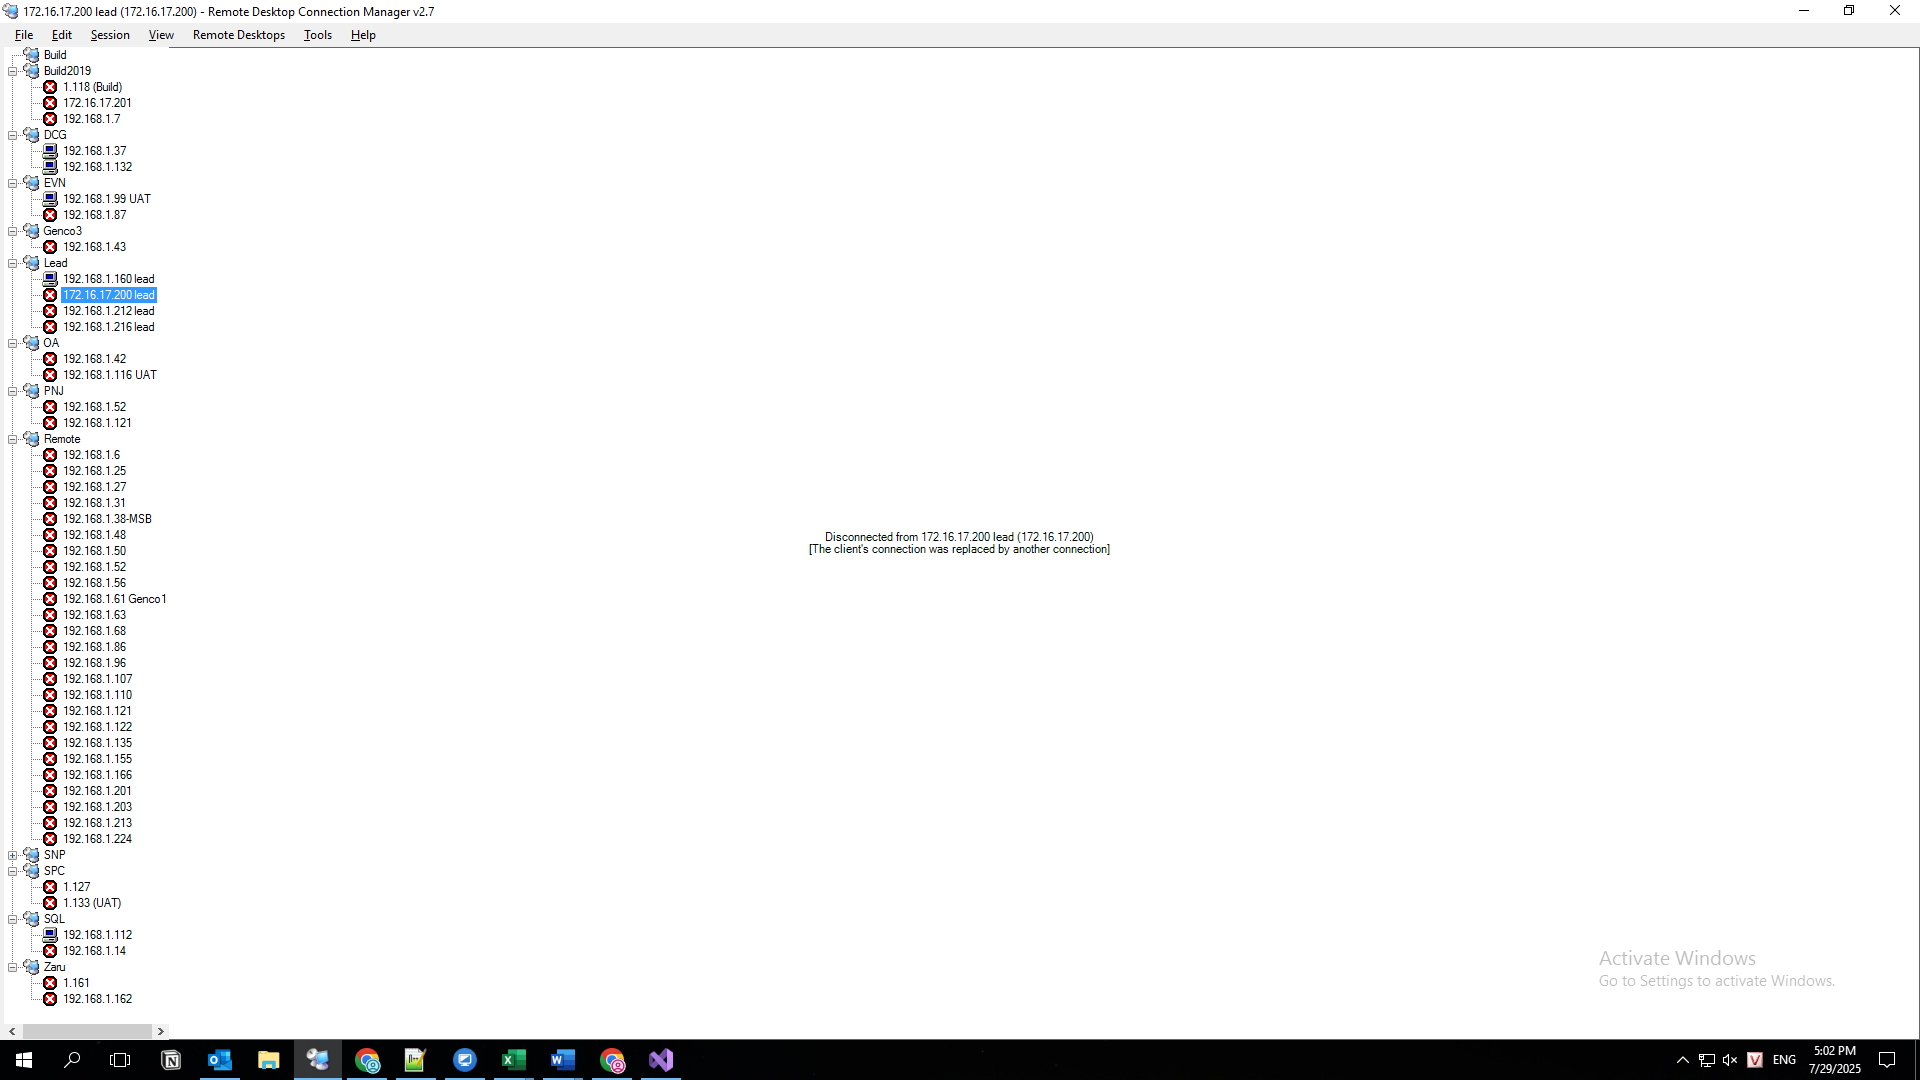 172.16.17.200 lead (172.16.17.200) - Remote Desktop Connection Manager v2.7
File Edit Session View Remote Desktops Tools Help
Build
Build2019
1.118 (Build)
172.16.17.201
192.168.1.7
DCG
192.168.1.37
192.168.1.132
EVN
192.168.1.99 UAT
192.168.1.87
Genco3
192.168.1.43
Lead
192.168.1.160 lead
172.16.17.200 lead
192.168.1.212 lead
192.168.1.216 lead
OA
192.168.1.42
192.168.1.116 UAT
PNJ
192.168.1.52
192.168.1.121
Remote
192.168.1.6
192.168.1.25
192.168.1.27
192.168.1.31
192.168.1.38-MSB
192.168.1.48
192.168.1.50
192.168.1.52
192.168.1.56
192.168.1.61 Genco1
192.168.1.63
192.168.1.68
192.168.1.86
192.168.1.96
192.168.1.107
192.168.1.110
192.168.1.121
192.168.1.122
192.168.1.135
192.168.1.155
192.168.1.166
192.168.1.201
192.168.1.203
192.168.1.213
192.168.1.224
SNP
SPC
1.127
1.133 (UAT)
SQL
192.168.1.112
192.168.1.14
Zaru
1.161
192.168.1.162
Disconnected from 172.16.17.200 lead (172.16.17.200)
[The client's connection was replaced by another connection]
Activate Windows
Go to Settings to activate Windows.
ENG
5:02 PM
7/29/2025